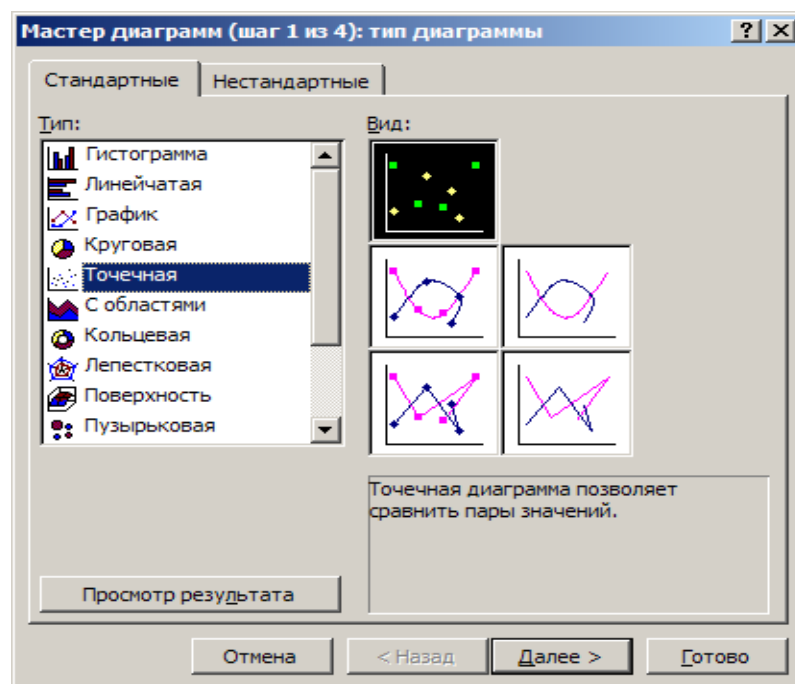 Мастер диаграмм (шаг 1 из 4): тип диаграммы
Стандартные
Нестандартные
Тип:
Гистограмма
Линейчатая
График
Круговая
Точечная
С областями
Кольцевая
Лепестковая
Поверхность
Пузырьковая
Вид:
Точечная диаграмма позволяет
сравнить пары значений.
Просмотр результата
Отмена
< Назад
Далее >
Готово